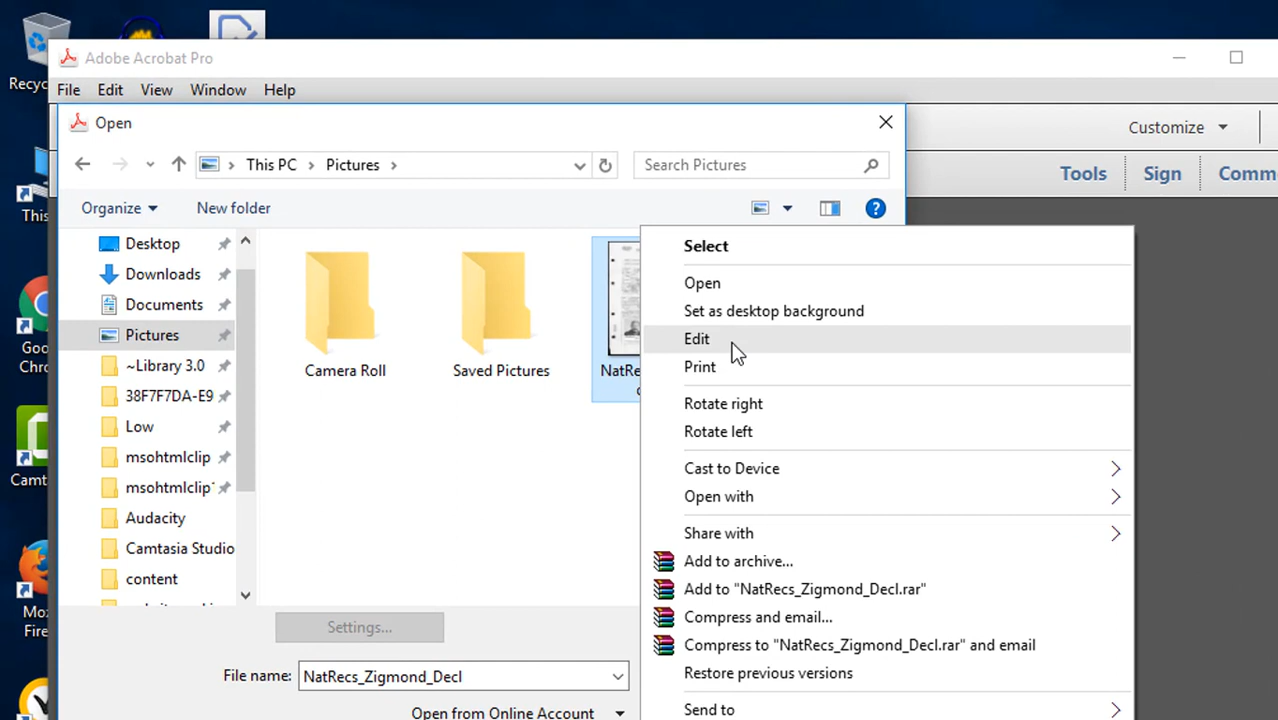 Recyc
Adobe Acrobat Pro
File Edit View Window Help
Open
Customize
This PC > Pictures >
Search Pictures
Tools Sign Comm
This
Organize
New folder
Desktop
Downloads
Documents
Pictures
~Library 3.0
38F7F7DA-E9
Low
msohtmlclip
msohtmlclip1
Audacity
Camtasia Studio
content
Goo
Chr
Camt
Moz
Fire
Camera Roll
Saved Pictures
NatRe
Select
Open
Set as desktop background
Edit
Print
Rotate right
Rotate left
Cast to Device
Open with
Share with
Add to archive...
Add to "NatRecs_Zigmond_Decl.rar"
Compress and email...
Compress to "NatRecs_Zigmond_Decl.rar" and email
Restore previous versions
Send to
Settings...
File name: NatRecs_Zigmond_Decl
Open from Online Account